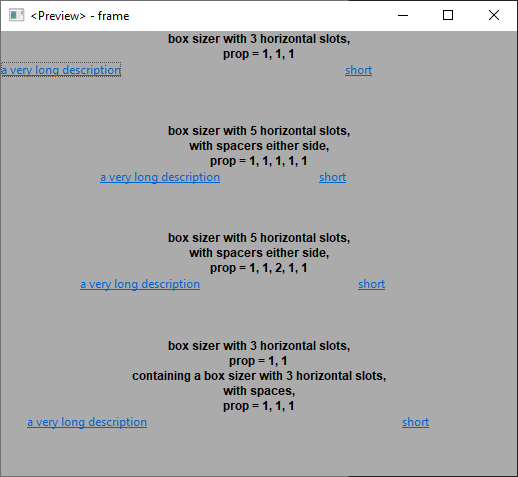 <Preview> - frame
box sizer with 3 horizontal slots,
prop = 1, 1, 1
a very long description short
box sizer with 5 horizontal slots,
with spacers either side,
prop = 1, 1, 1, 1, 1
a very long description short
box sizer with 5 horizontal slots,
with spacers either side,
prop = 1, 1, 2, 1, 1
a very long description short
box sizer with 3 horizontal slots,
prop = 1, 1
containing a box sizer with 3 horizontal slots,
with spaces,
prop = 1, 1, 1
a very long description short